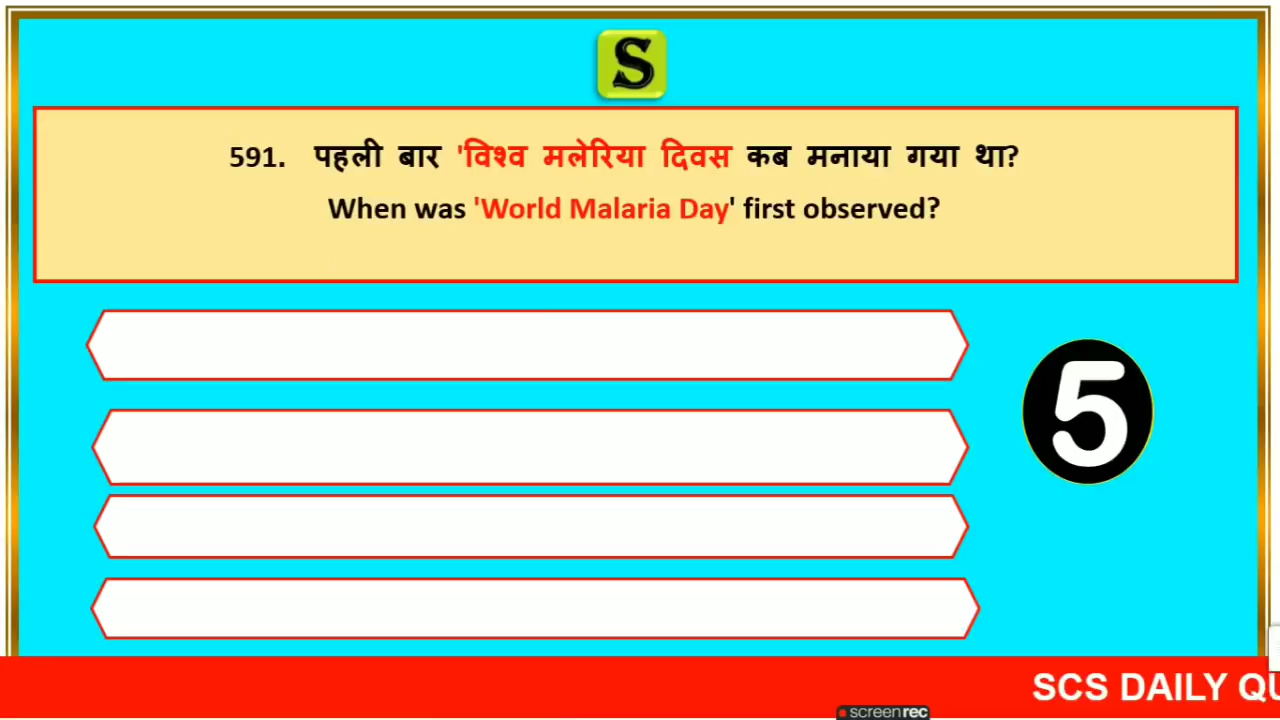 S
591. पहली बार 'विश्व मलेरिया दिवस कब मनाया गया था?
When was 'World Malaria Day' first observed?
5
SCS DAILY QU
screenrec